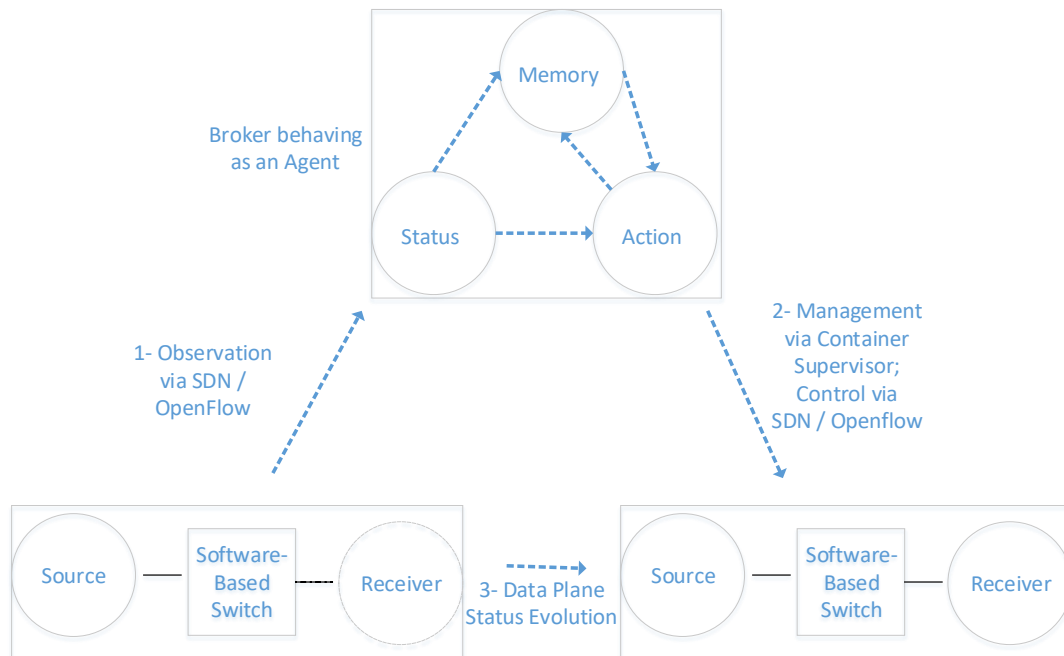 Memory
Broker behaving
as an Agent
Status
Action
1- Observation
via SDN /
OpenFlow
2- Management
via Container
Supervisor;
Control via
SDN / Openflow
Source
Software-
Based
Switch
Receiver
3- Data Plane
Status Evolution
Source
Software-
Based
Switch
Receiver